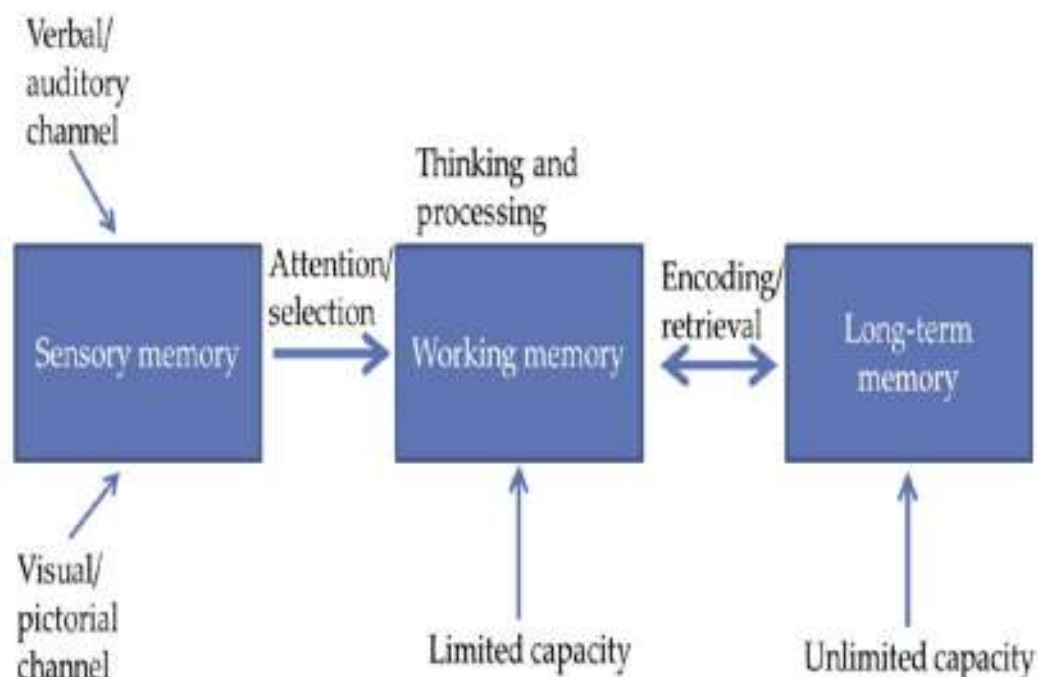 Verbal/
auditory
channel
Thinking and
processing
Attention/
selection
Encoding/
retrieval
Sensory memory
Working memory
Long-term
memory
Visual/
pictorial
channel
Limited capacity
Unlimited capacity